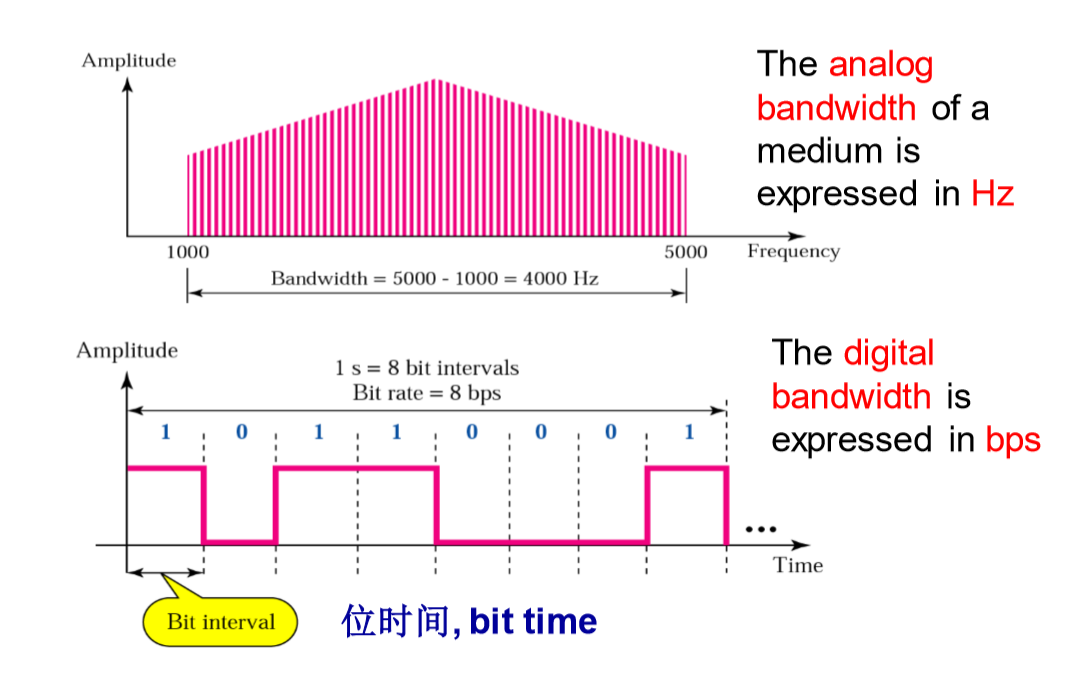 Amplitude
The analog
bandwidth of a
medium is
expressed in Hz
1000
5000
Frequency
Bandwidth = 5000 - 1000 = 4000 Hz
Amplitude
1 s = 8 bit intervals
Bit rate = 8 bps
1 0 1 1 0 0 0 1
The digital
bandwidth is
expressed in bps
...
Time
Bit interval
位时间, bit time